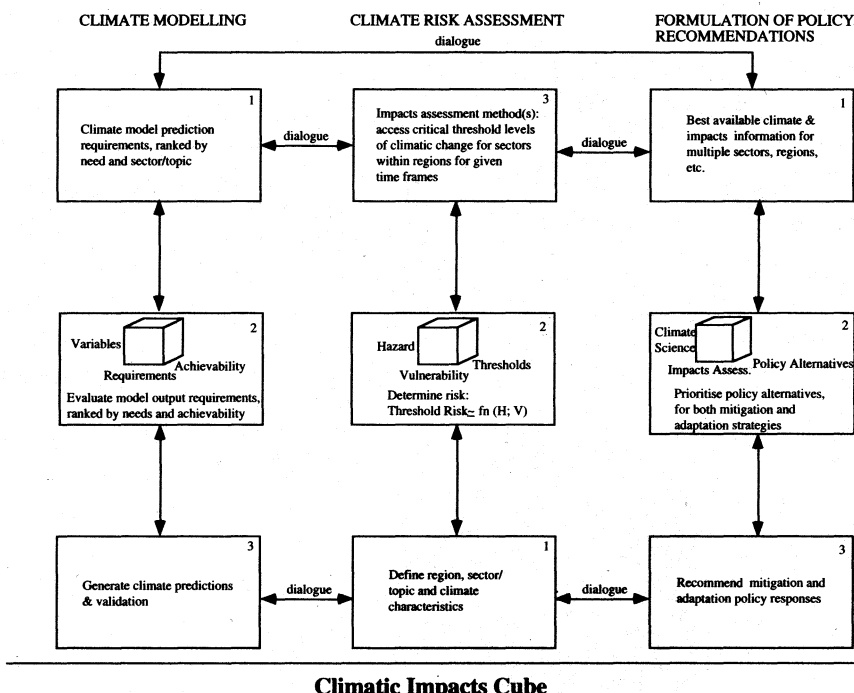 CLIMATE MODELLING
CLIMATE RISK ASSESSMENT
FORMULATION OF POLICY
RECOMMENDATIONS
dialogue
1
Climate model prediction
requirements, ranked by
need and sector/topic
dialogue
3
Impacts assessment method(s):
access critical threshold levels
of climatic change for sectors
within regions for given
time frames
dialogue
1
Best available climate &
impacts information for
multiple sectors, regions,
etc.
2
Variables
Achievability
Requirements
Evaluate model output requirements,
ranked by needs and achievability
2
Hazard
Thresholds
Vulnerability
Determine risk:
Threshold Risk≃ fn (H; V)
2
Climate
Science
Policy Alternatives
Impacts Assess.
Prioritise policy alternatives,
for both mitigation and
adaptation strategies
3
Generate climate predictions
& validation
dialogue
1
Define region, sector/
topic and climate
characteristics
dialogue
3
Recommend mitigation and
adaptation policy responses
Climatic Impacts Cube